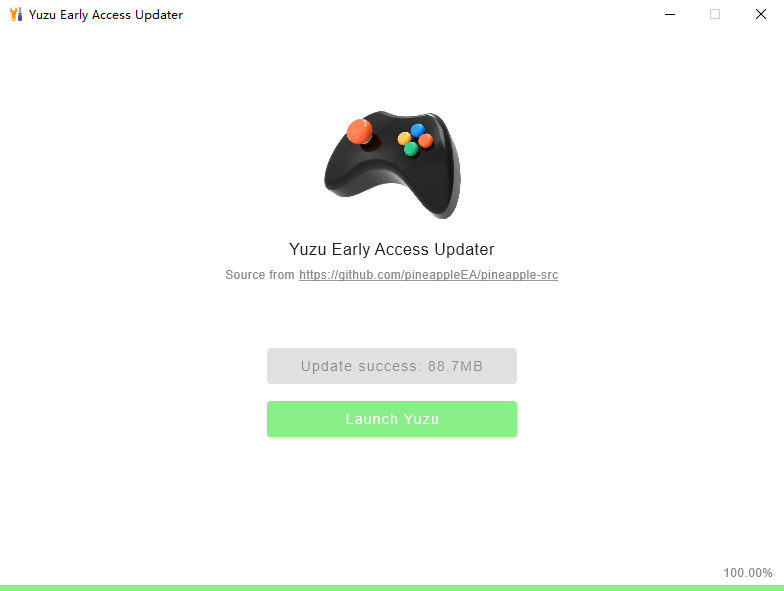 Yuzu Early Access Updater
Yuzu Early Access Updater
Source from https://github.com/pineappleEA/pineapple-src
Update success: 88.7MB
Launch Yuzu
100.00%